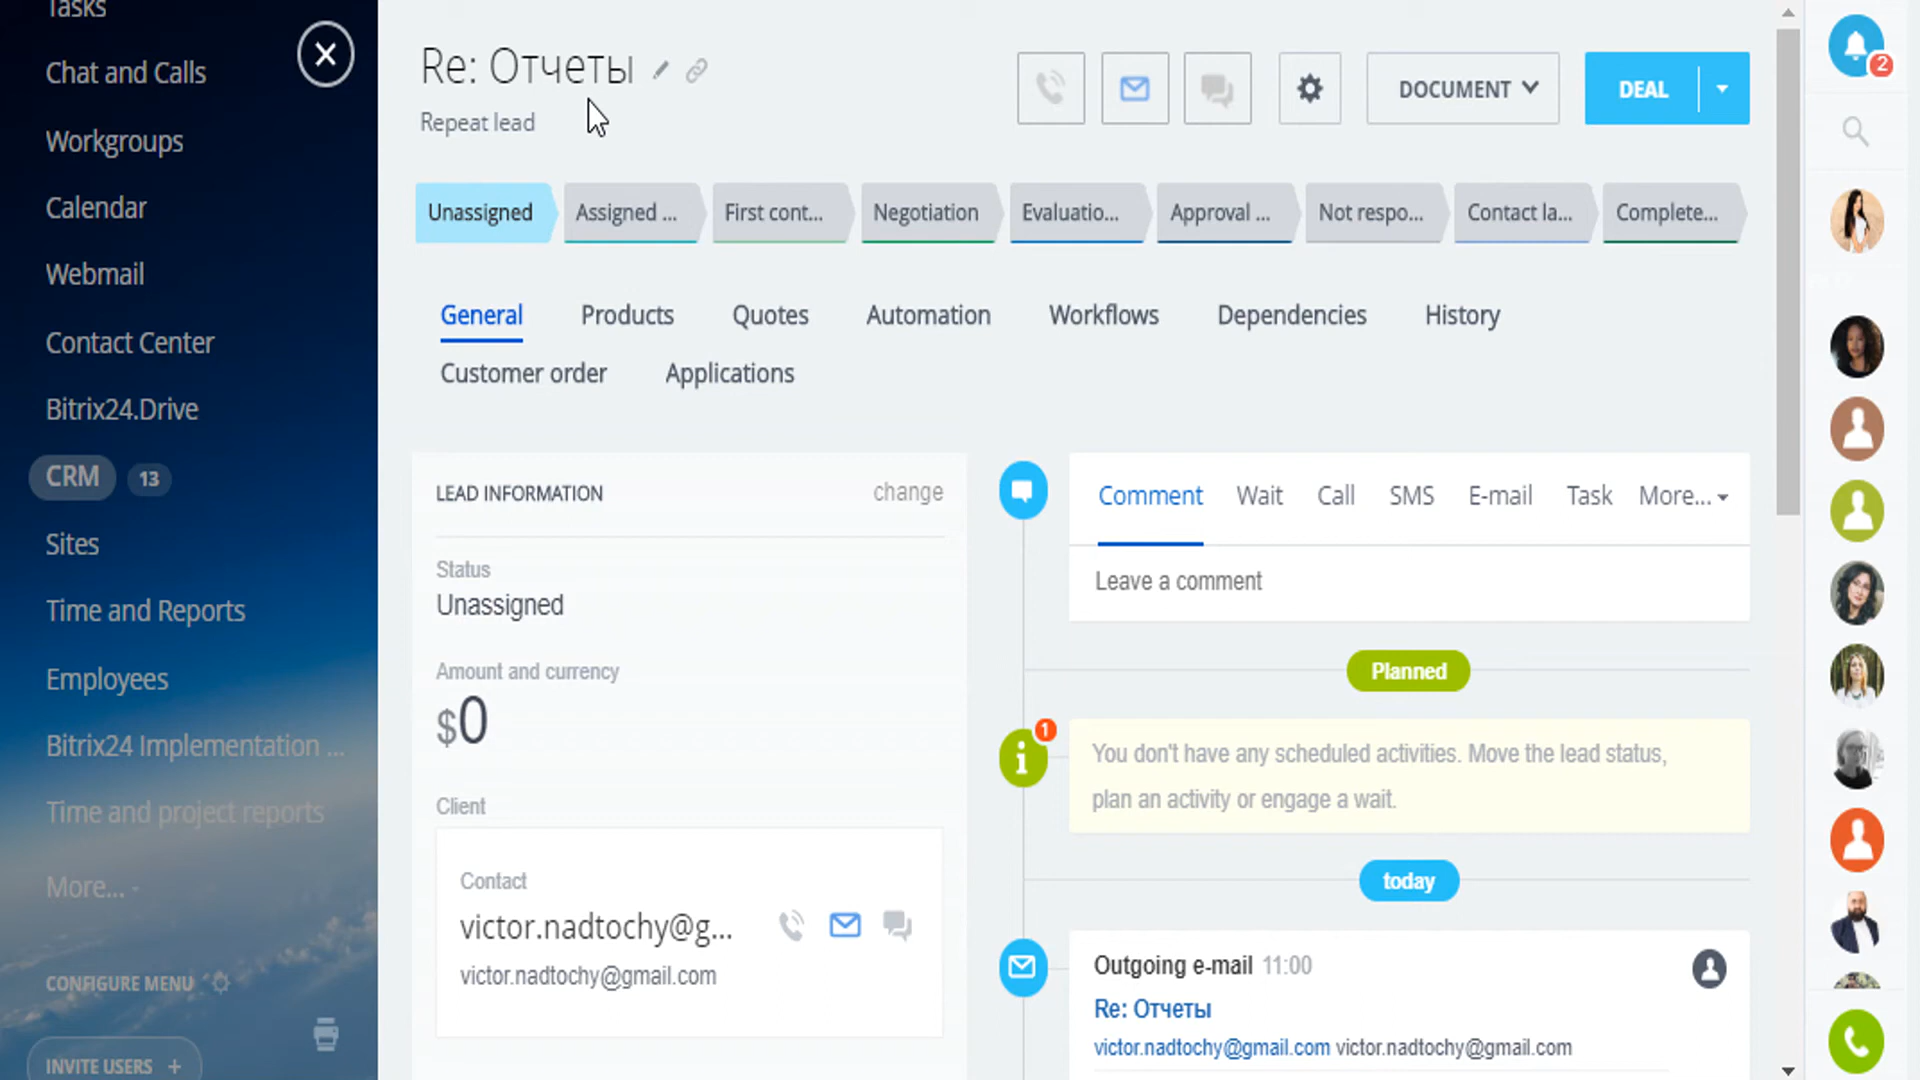 Tasks
Chat and Calls
Workgroups
Calendar
Webmail
Contact Center
Bitrix24.Drive
CRM 13
Sites
Time and Reports
Employees
Bitrix24 Implementation ...
Time and project reports
More...
CONFIGURE MENU
INVITE USERS +
Re: Отчеты
Repeat lead
DOCUMENT
DEAL
Unassigned
Assigned ...
First cont...
Negotiation
Evaluatio...
Approval ...
Not respo...
Contact la...
Complete...
General
Products
Quotes
Automation
Workflows
Dependencies
History
Customer order
Applications
LEAD INFORMATION
change
Status
Unassigned
Amount and currency
$0
Client
Contact
victor.nadtochy@g...
victor.nadtochy@gmail.com
Comment
Wait
Call
SMS
E-mail
Task
More...
Leave a comment
Planned
1
You don't have any scheduled activities. Move the lead status,
plan an activity or engage a wait.
today
Outgoing e-mail 11:00
Re: Отчеты
victor.nadtochy@gmail.com victor.nadtochy@gmail.com
2